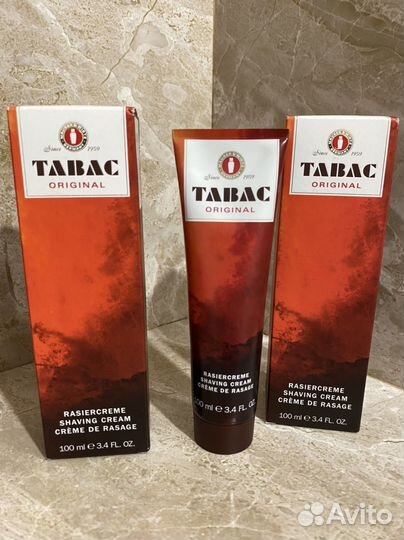 Since 1959
TABAC
ORIGINAL
RASIERCREME
SHAVING CREAM
CRÈME DE RASAGE
100 ml ℮ 3.4 FL. OZ.
Since 1959
TABAC
ORIGINAL
RASIERCREME
SHAVING CREAM
CRÈME DE RASAGE
100 ml ℮ 3.4 FL. OZ.
Since 1959
TABAC
ORIGINAL
RASIERCREME
SHAVING CREAM
CRÈME DE RASAGE
100 ml ℮ 3.4 FL. OZ.
Avito